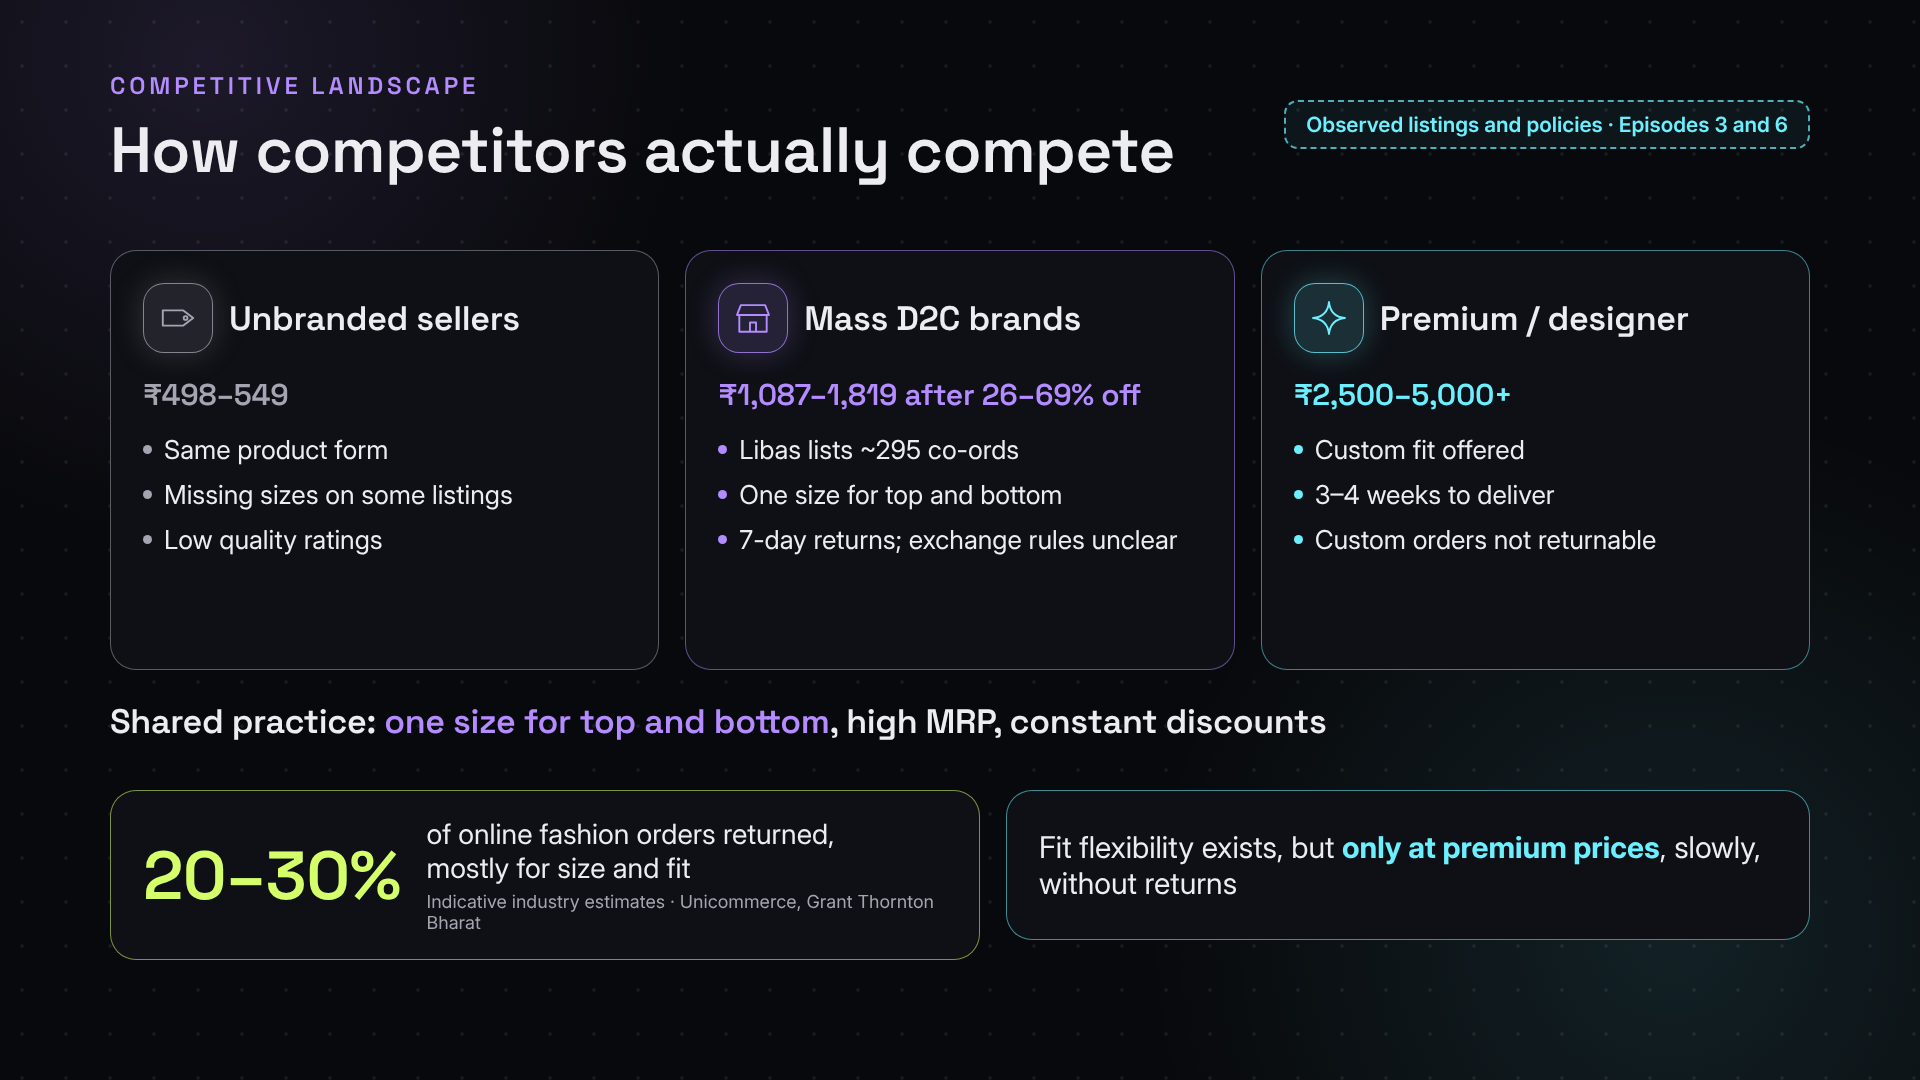 COMPETITIVE LANDSCAPE
How competitors actually compete
Observed listings and policies · Episodes 3 and 6
Unbranded sellers
₹498–549
Same product form
Missing sizes on some listings
Low quality ratings
Mass D2C brands
₹1,087–1,819 after 26–69% off
Libas lists ~295 co-ords
One size for top and bottom
7-day returns; exchange rules unclear
Premium / designer
₹2,500–5,000+
Custom fit offered
3–4 weeks to deliver
Custom orders not returnable
Shared practice: one size for top and bottom, high MRP, constant discounts
20–30%
of online fashion orders returned,
mostly for size and fit
Indicative industry estimates · Unicommerce, Grant Thornton
Bharat
Fit flexibility exists, but only at premium prices, slowly,
without returns